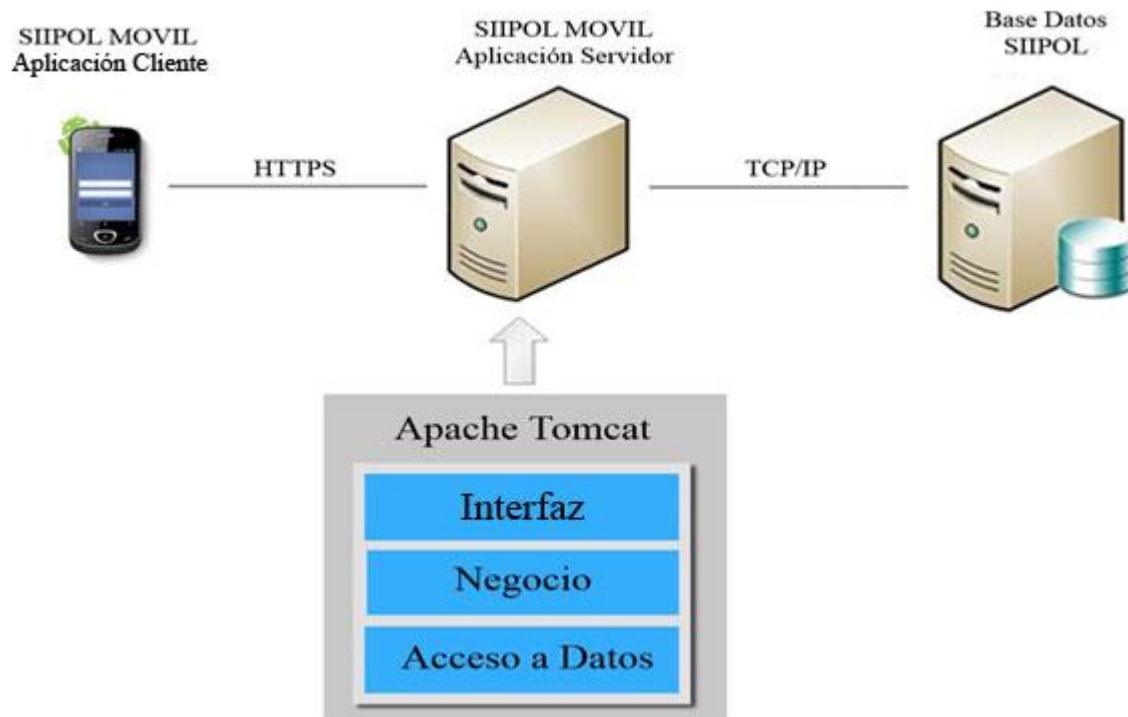 SIIPOL MOVIL
Aplicación Cliente
SIIPOL MOVIL
Aplicación Servidor
Base Datos
SIIPOL
HTTPS
TCP/IP
Apache Tomcat
Interfaz
Negocio
Acceso a Datos